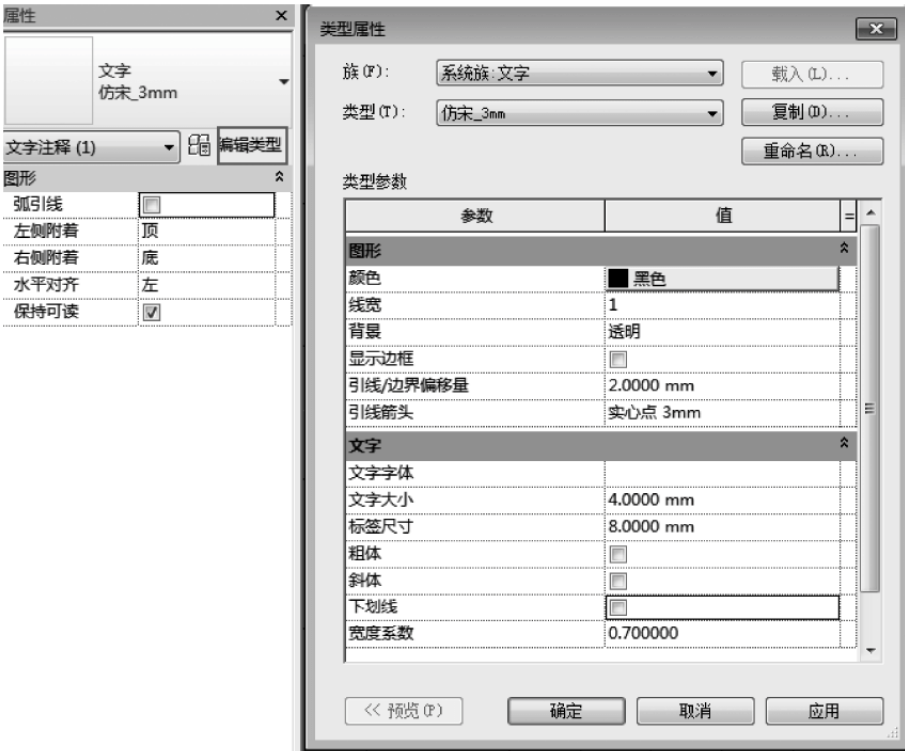 属性
文字
仿宋_3mm
文字注释 (1)
编辑类型
图形
弧引线
左侧附着 顶
右侧附着 底
水平对齐 左
保持可读
类型属性
族(F): 系统族:文字 载入(L)...
类型(T): 仿宋_3mm 复制(D)...
重命名(R)...
类型参数
参数 值 =
图形
颜色 黑色
线宽 1
背景 透明
显示边框
引线/边界偏移量 2.0000 mm
引线箭头 实心点 3mm
文字
文字字体
文字大小 4.0000 mm
标签尺寸 8.0000 mm
粗体
斜体
下划线
宽度系数 0.700000
<< 预览(P) 确定 取消 应用